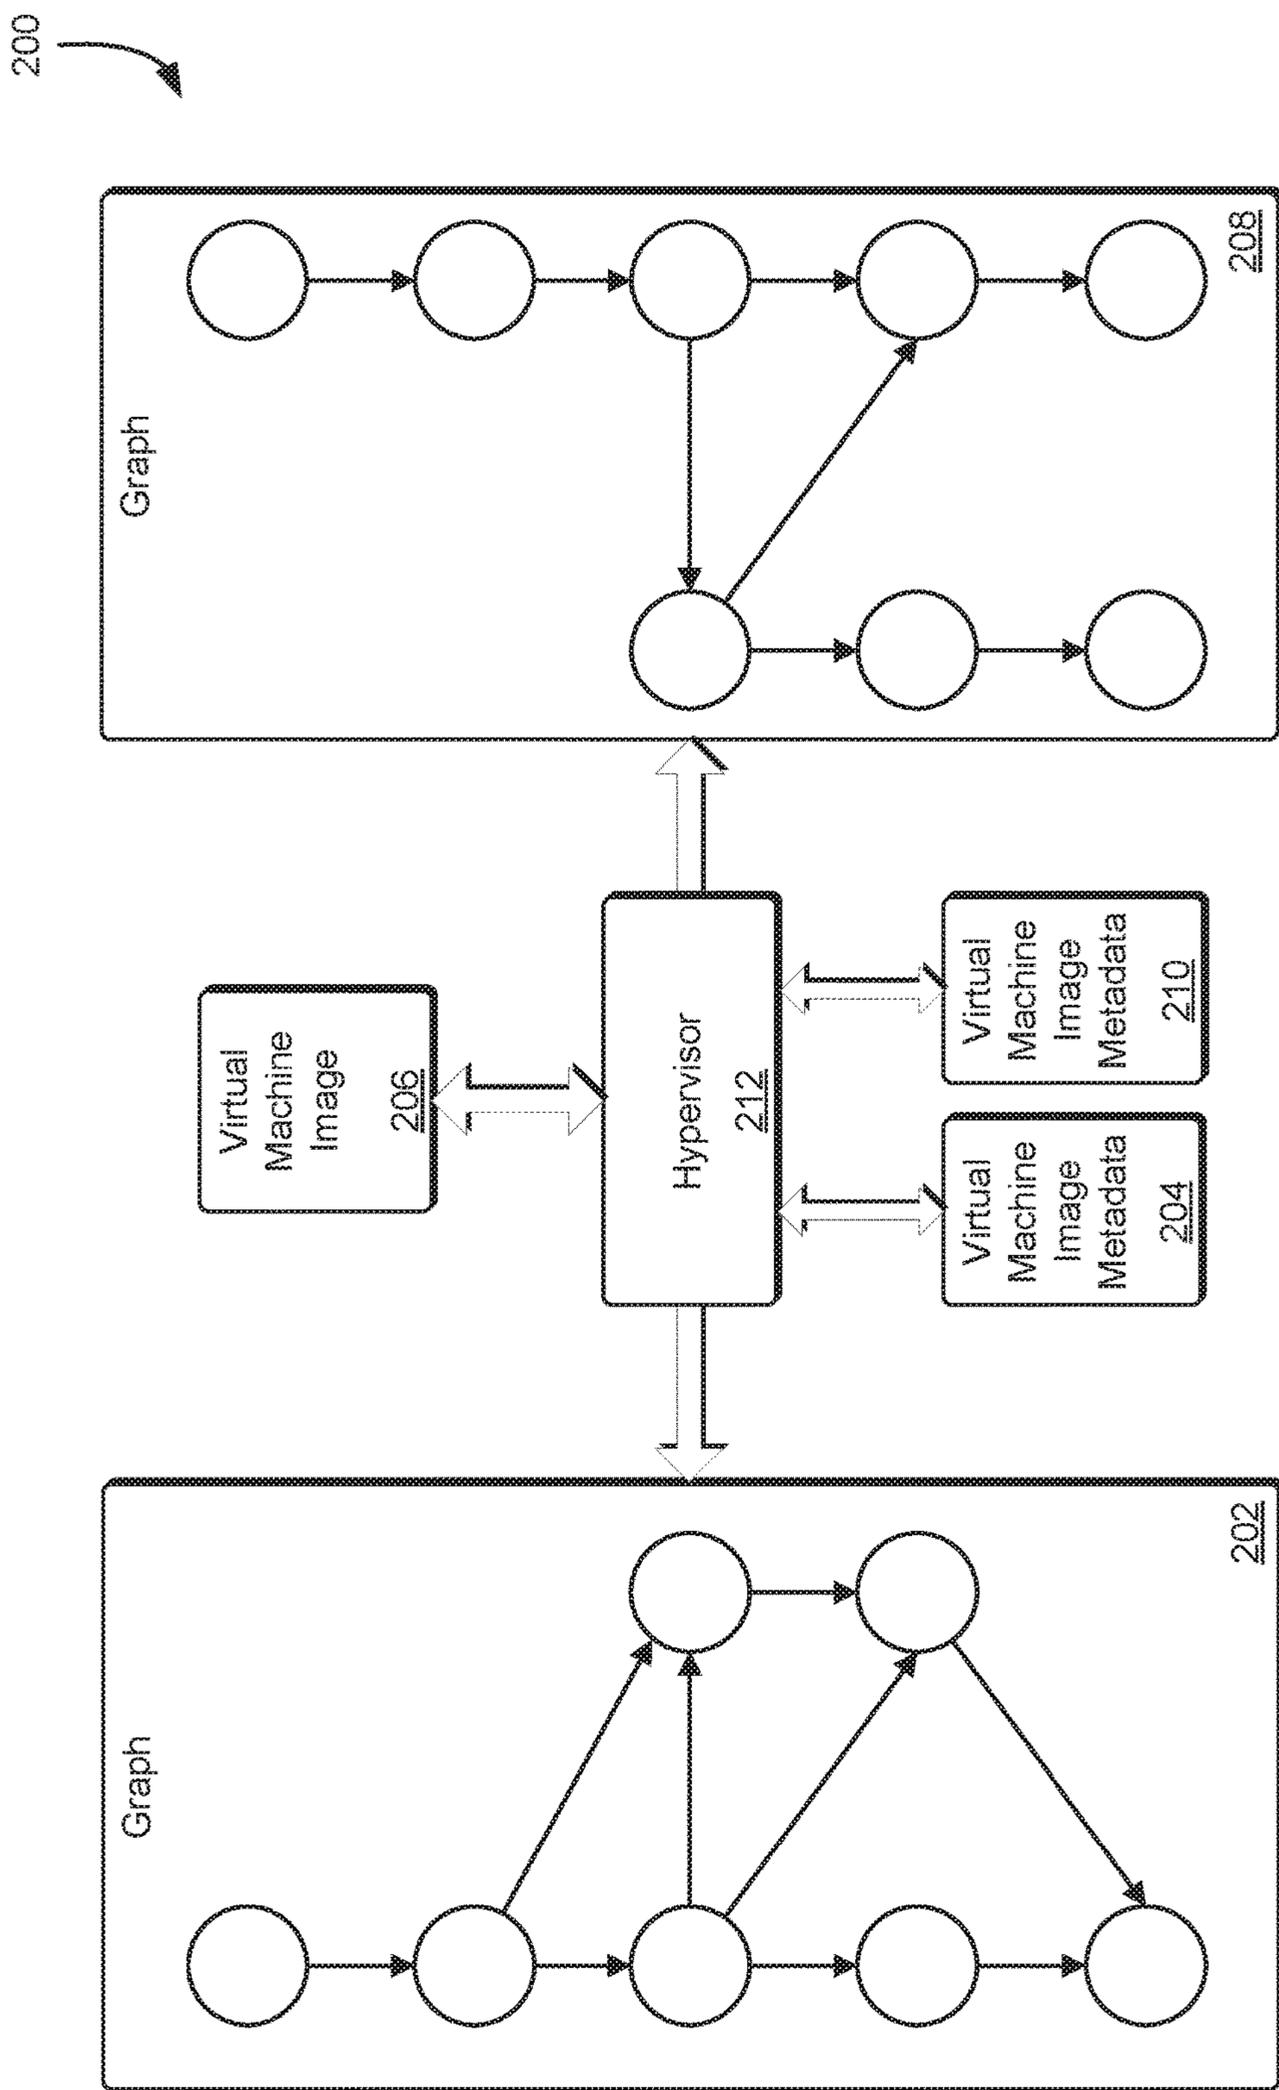 200
Graph
202
Virtual
Machine
Image
206
Hypervisor
212
Virtual
Machine
Image
Metadata
204
Virtual
Machine
Image
Metadata
210
Graph
208